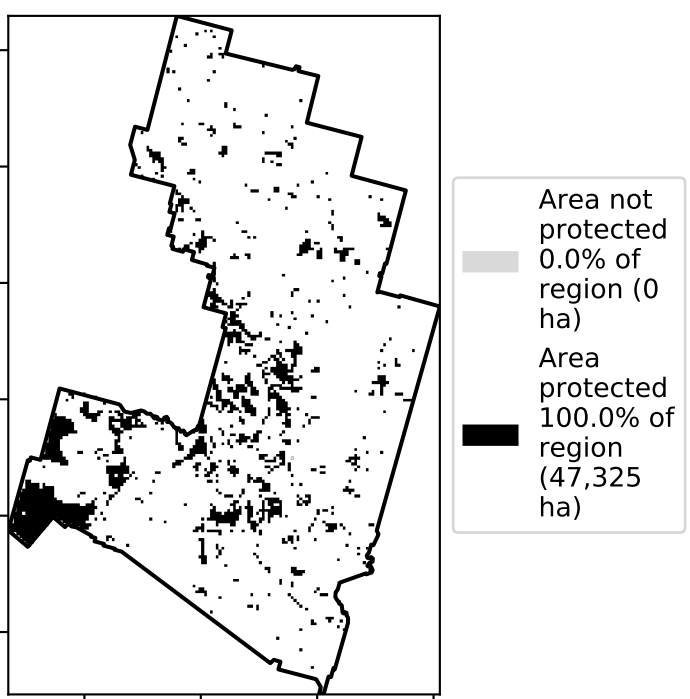 Area not
protected
0.0% of
region (0
ha)
Area
protected
100.0% of
region
(47,325
ha)